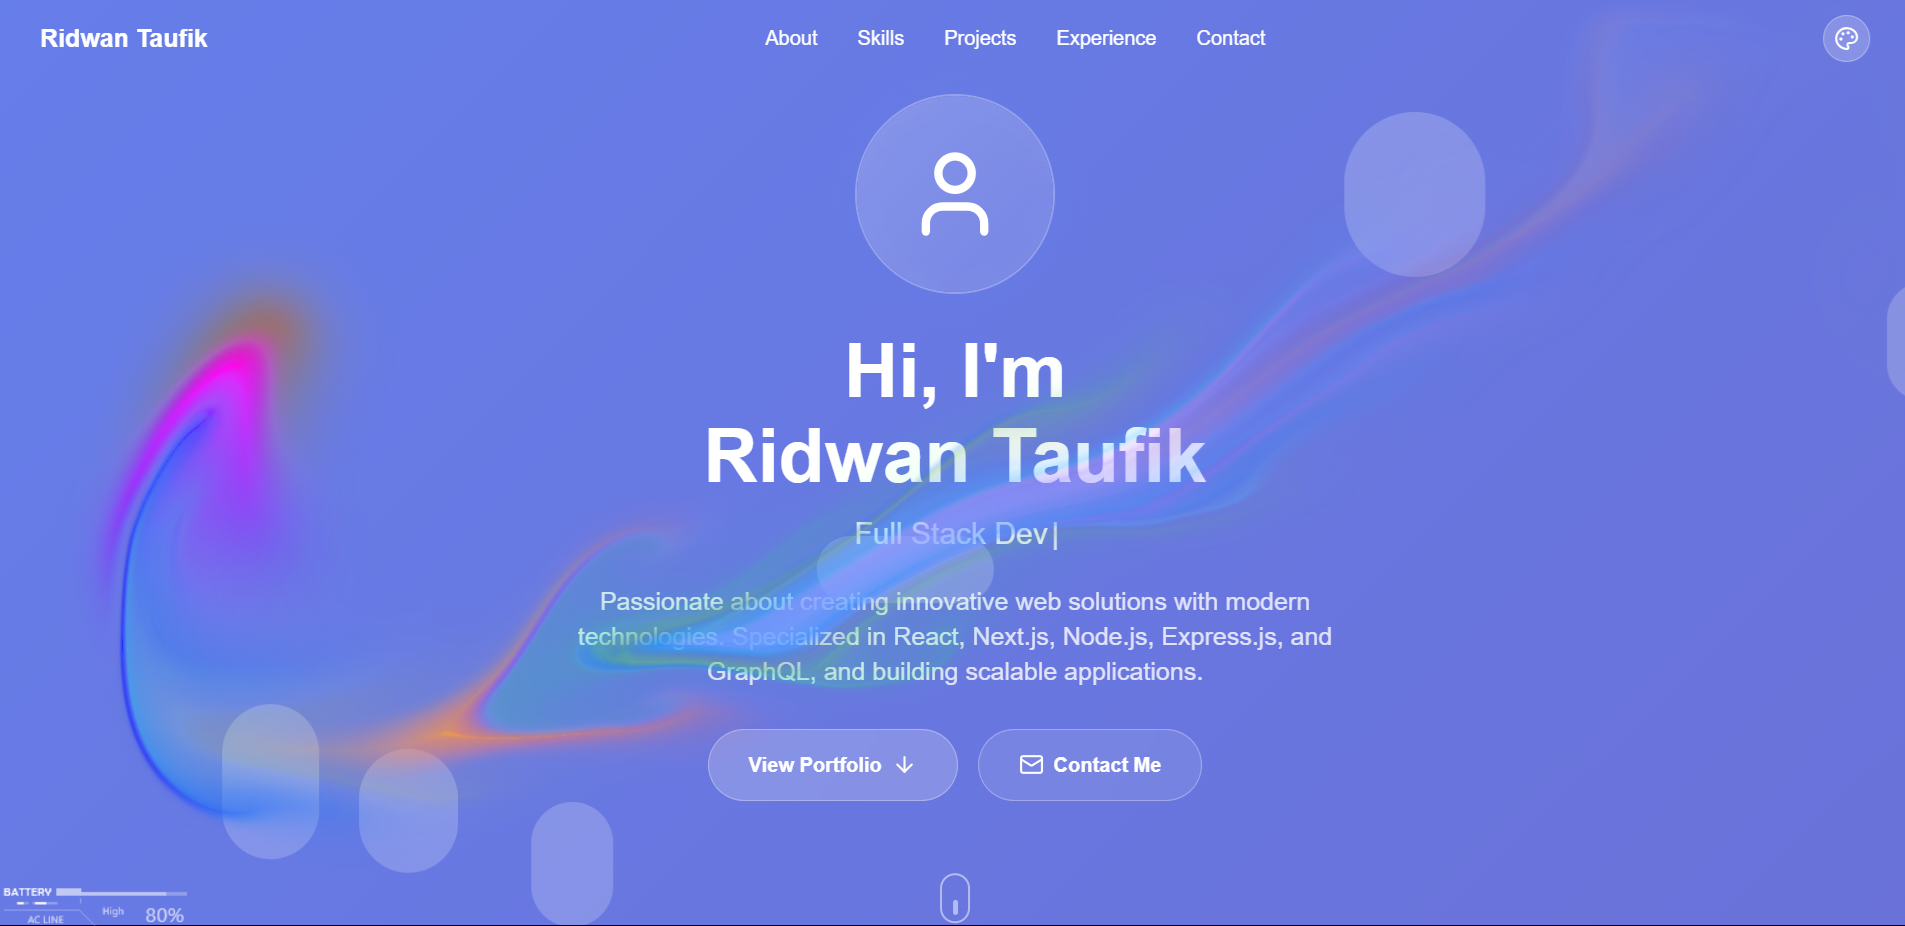 Ridwan Taufik
About
Skills
Projects
Experience
Contact
Hi, I'm
Ridwan Taufik
Full Stack Dev|
Passionate about creating innovative web solutions with modern
technologies. Specialized in React, Next.js, Node.js, Express.js, and
GraphQL, and building scalable applications.
View Portfolio
Contact Me
BATTERY
AC LINE
High
80%